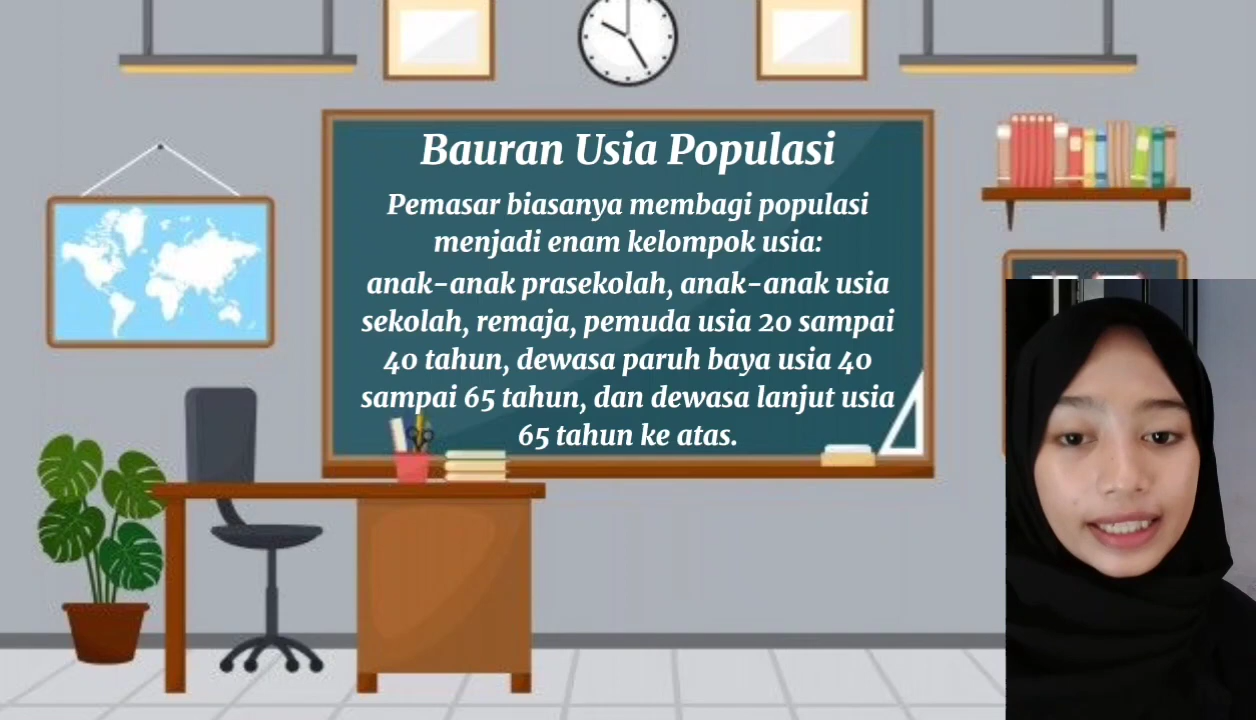 Bauran Usia Populasi
Pemasar biasanya membagi populasi
menjadi enam kelompok usia:
anak-anak prasekolah, anak-anak usia
sekolah, remaja, pemuda usia 20 sampai
40 tahun, dewasa paruh baya usia 40
sampai 65 tahun, dan dewasa lanjut usia
65 tahun ke atas.